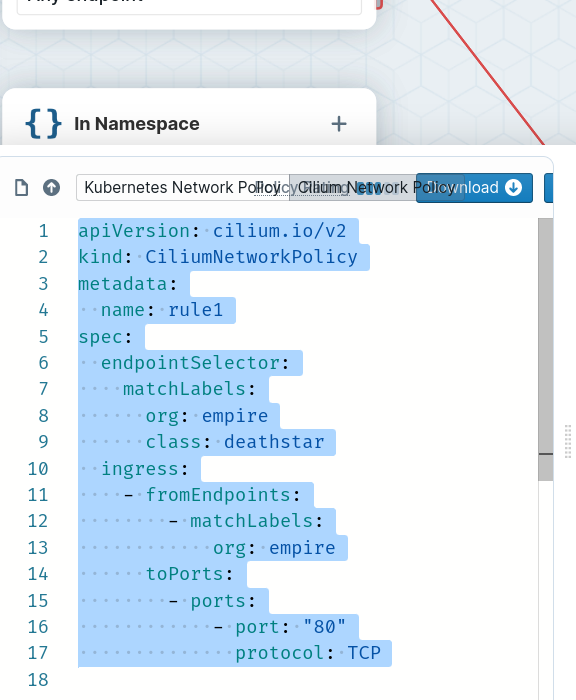 Any endpoint
{} In Namespace +
Kubernetes Network Policy Policy Rating Cilium Network Policy Download
1 apiVersion: cilium.io/v2
2 kind: CiliumNetworkPolicy
3 metadata:
4   name: rule1
5 spec:
6   endpointSelector:
7     matchLabels:
8       org: empire
9       class: deathstar
10   ingress:
11     - fromEndpoints:
12         - matchLabels:
13             org: empire
14       toPorts:
15         - ports:
16             - port: "80"
17               protocol: TCP
18